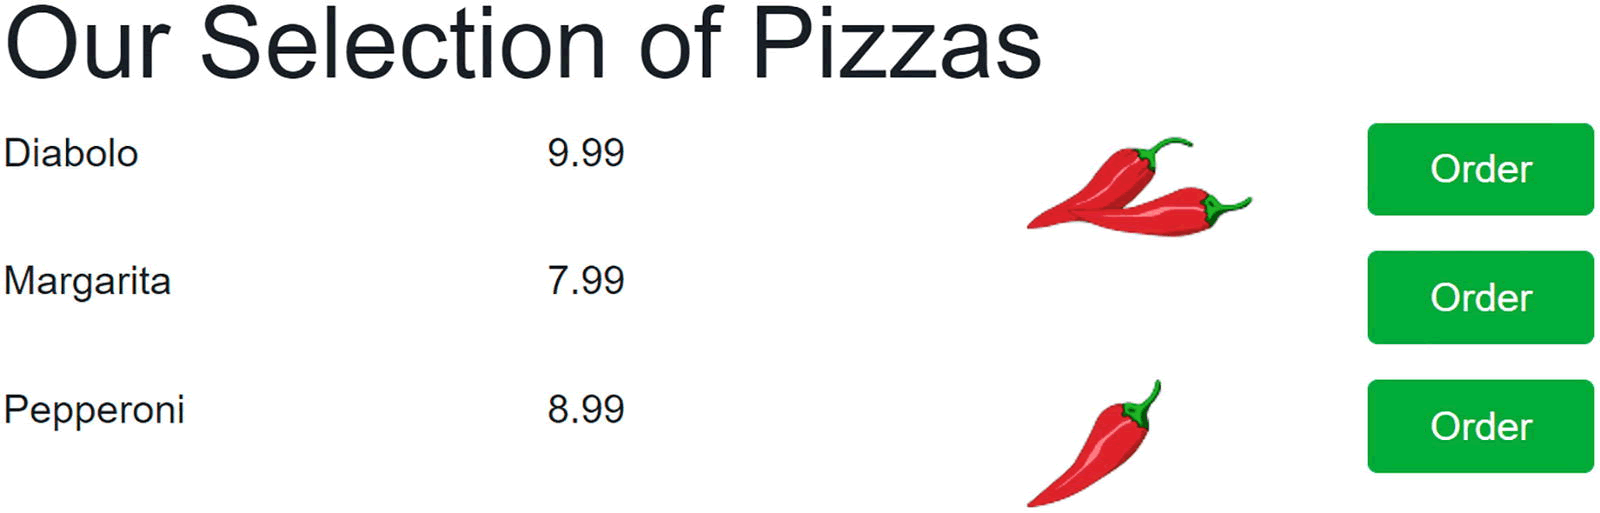 Our Selection of Pizzas
Diabolo 9.99 Order
Margarita 7.99 Order
Pepperoni 8.99 Order